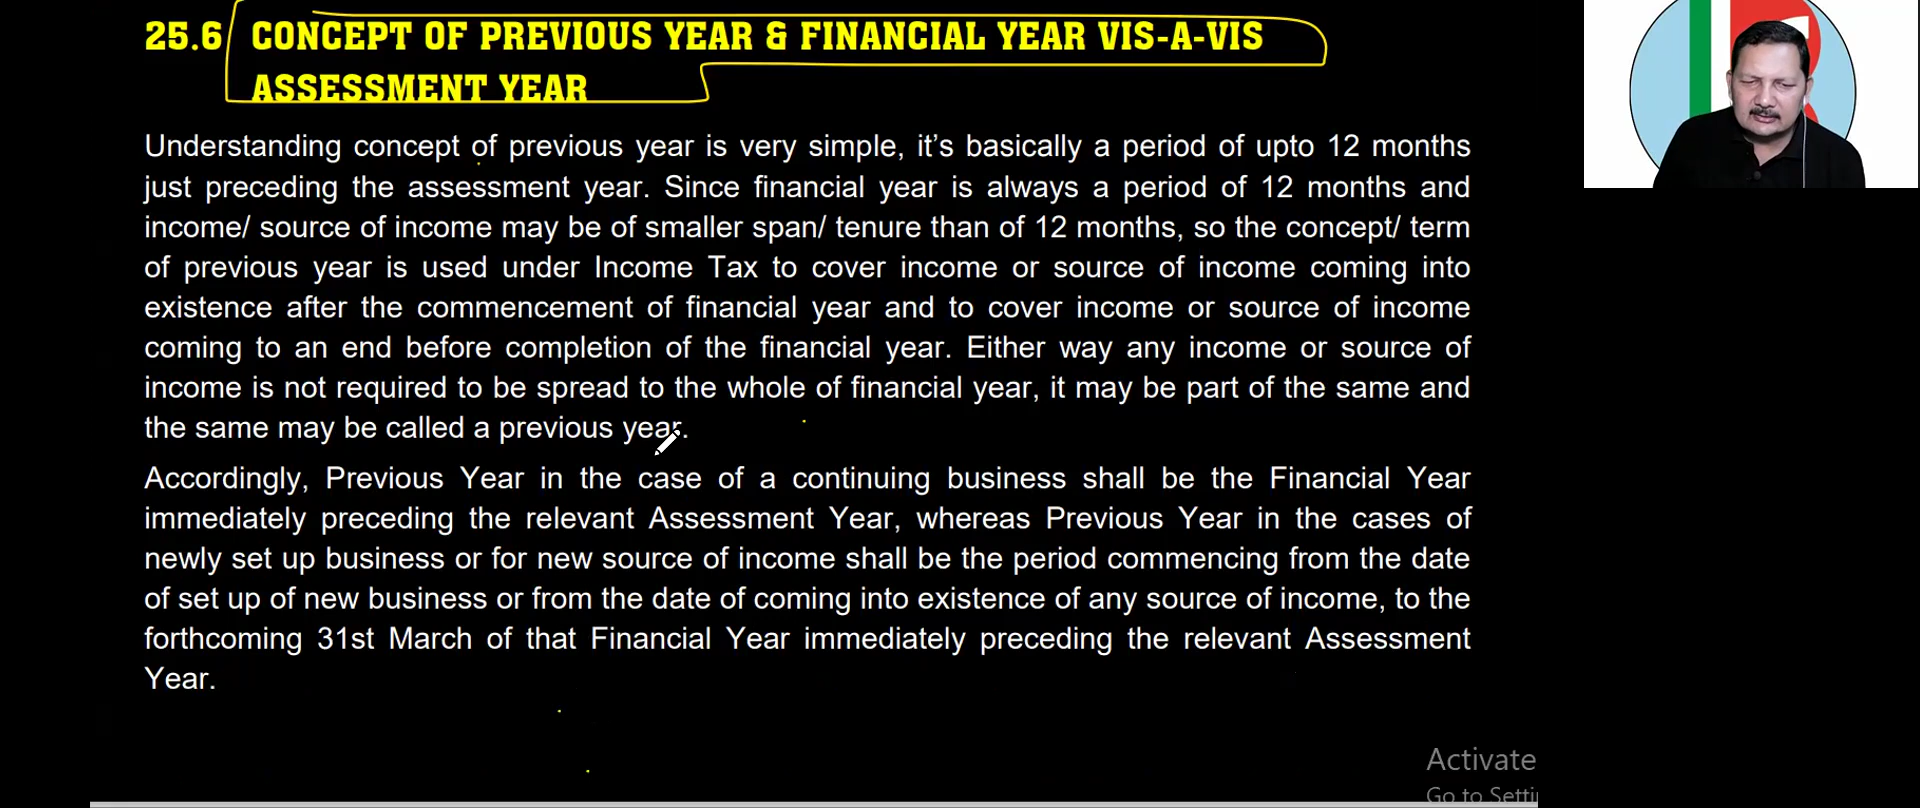 25.6 CONCEPT OF PREVIOUS YEAR & FINANCIAL YEAR VIS-A-VIS
ASSESSMENT YEAR
Understanding concept of previous year is very simple, it’s basically a period of upto 12 months
just preceding the assessment year. Since financial year is always a period of 12 months and
income/ source of income may be of smaller span/ tenure than of 12 months, so the concept/ term
of previous year is used under Income Tax to cover income or source of income coming into
existence after the commencement of financial year and to cover income or source of income
coming to an end before completion of the financial year. Either way any income or source of
income is not required to be spread to the whole of financial year, it may be part of the same and
the same may be called a previous year.
Accordingly, Previous Year in the case of a continuing business shall be the Financial Year
immediately preceding the relevant Assessment Year, whereas Previous Year in the cases of
newly set up business or for new source of income shall be the period commencing from the date
of set up of new business or from the date of coming into existence of any source of income, to the
forthcoming 31st March of that Financial Year immediately preceding the relevant Assessment
Year.
Activate
Go to Setti